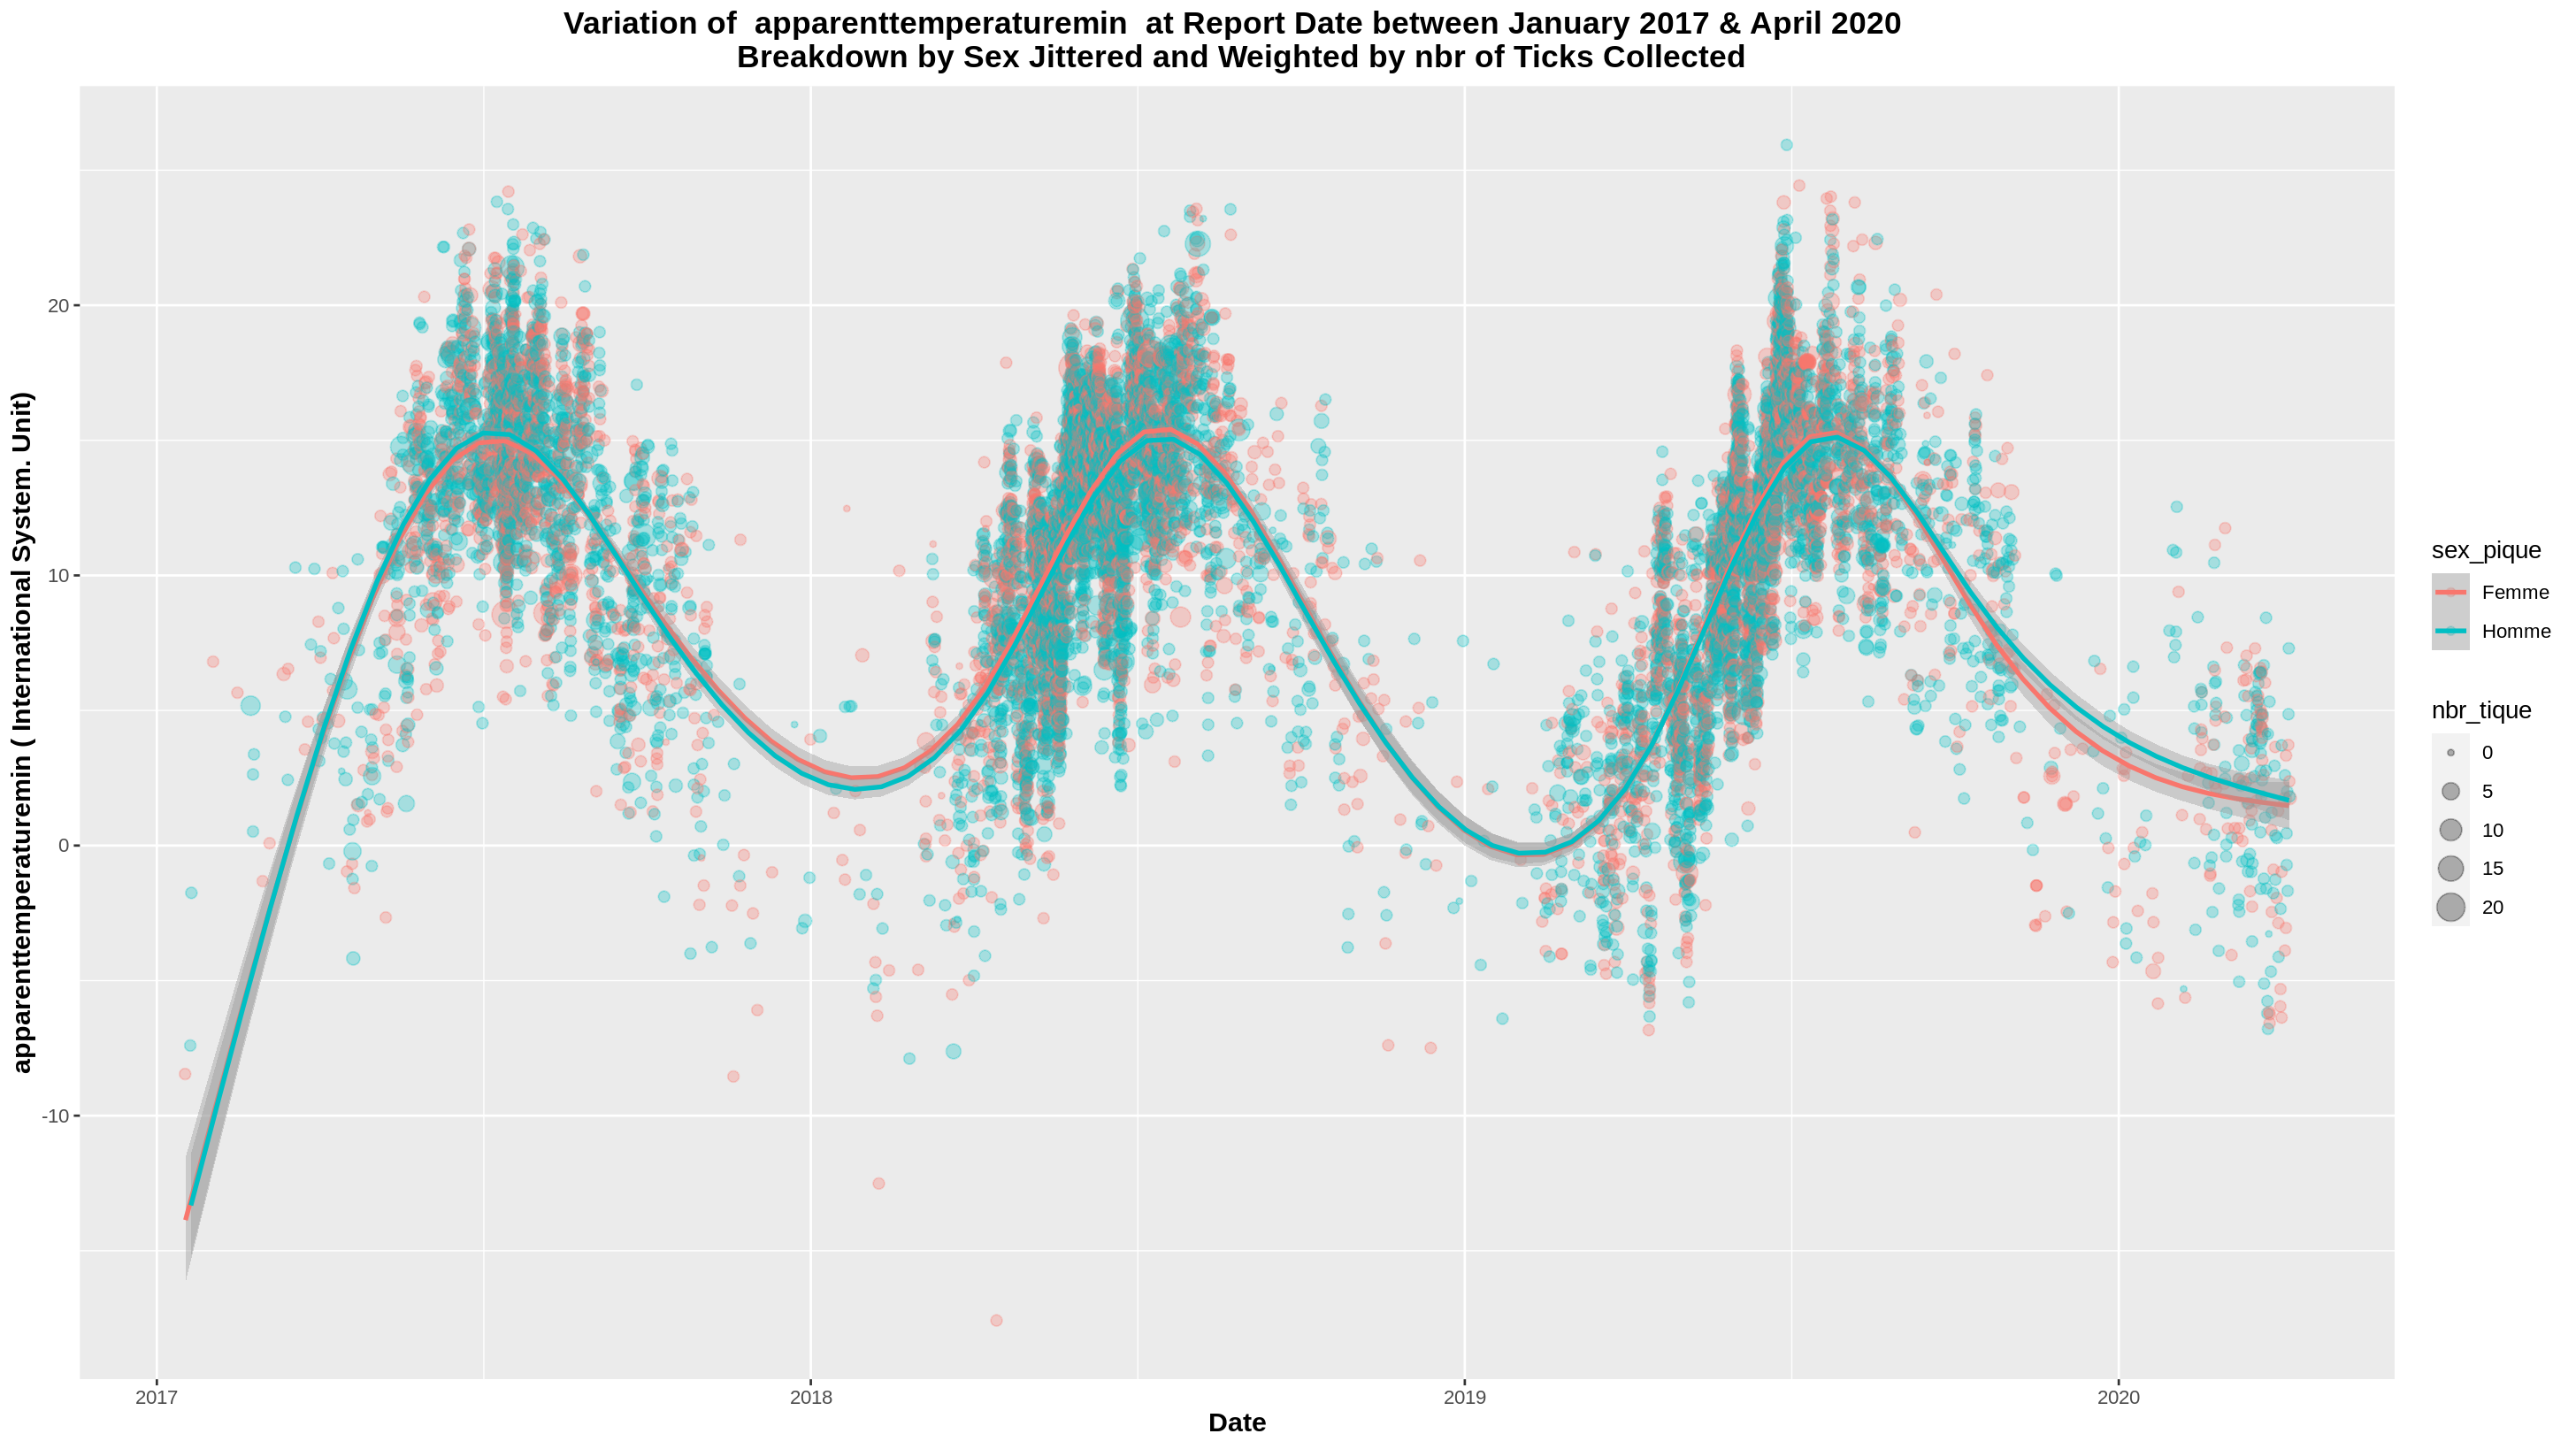 Variation of  apparenttemperaturemin  at Report Date between January 2017 & April 2020
Breakdown by Sex Jittered and Weighted by nbr of Ticks Collected
apparenttemperaturemin ( International System. Unit)
20
10
0
-10
2017
2018
2019
2020
Date
sex_pique
Femme
Homme
nbr_tique
0
5
10
15
20